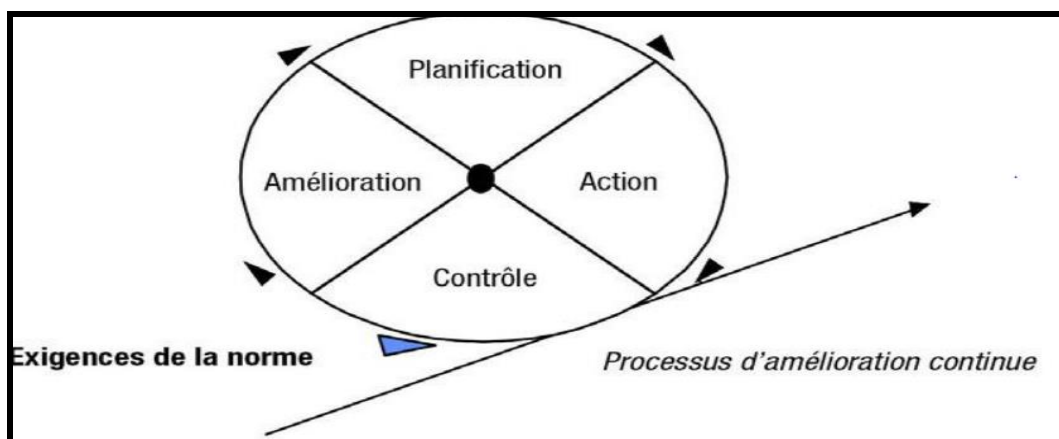 Planification
Amélioration
Action
Contrôle
Exigences de la norme
Processus d'amélioration continue